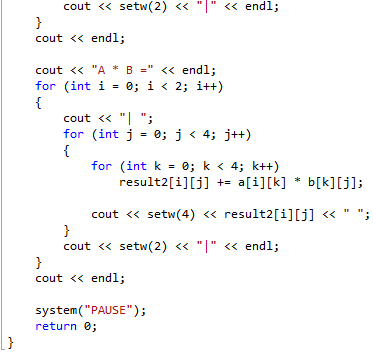 cout << setw(2) << "|" << endl;
}
cout << endl;
cout << "A * B =" << endl;
for (int i = 0; i < 2; i++)
{
cout << "| ";
for (int j = 0; j < 4; j++)
{
for (int k = 0; k < 4; k++)
result2[i][j] += a[i][k] * b[k][j];
cout << setw(4) << result2[i][j] << " ";
}
cout << setw(2) << "|" << endl;
}
cout << endl;
system("PAUSE");
return 0;
}